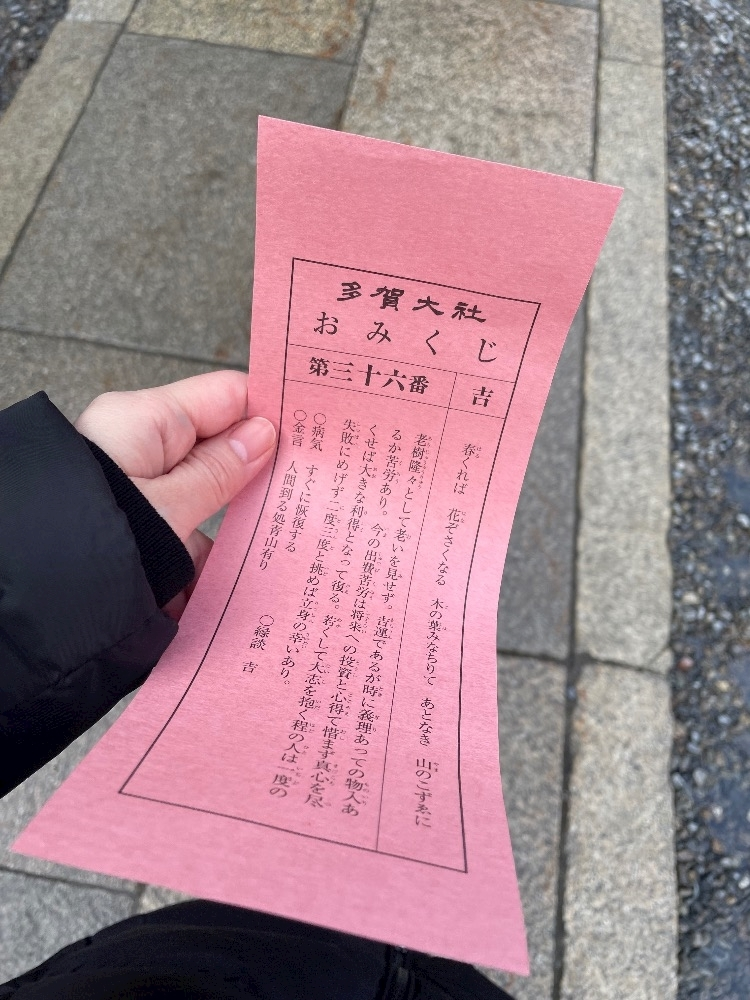 多賀大社
おみくじ
第三十六番
吉
春くれば 花ぞさくなる 木の葉みなちりて あとなき 山のこずゑに
老樹隆々として老いを見せず。吉運であるが時に義理あっての物入あ
るか苦労あり。今の出費苦労は将来への投資と心得て惜まず真心を尽
くせば大きな利得となって復る。若くして大志を抱く程の人は一度の
失敗にめげず二度三度と挑めば立身の幸いあり。
○病気 すぐに恢復する ○縁談 吉
○金言 人間到る処青山有り